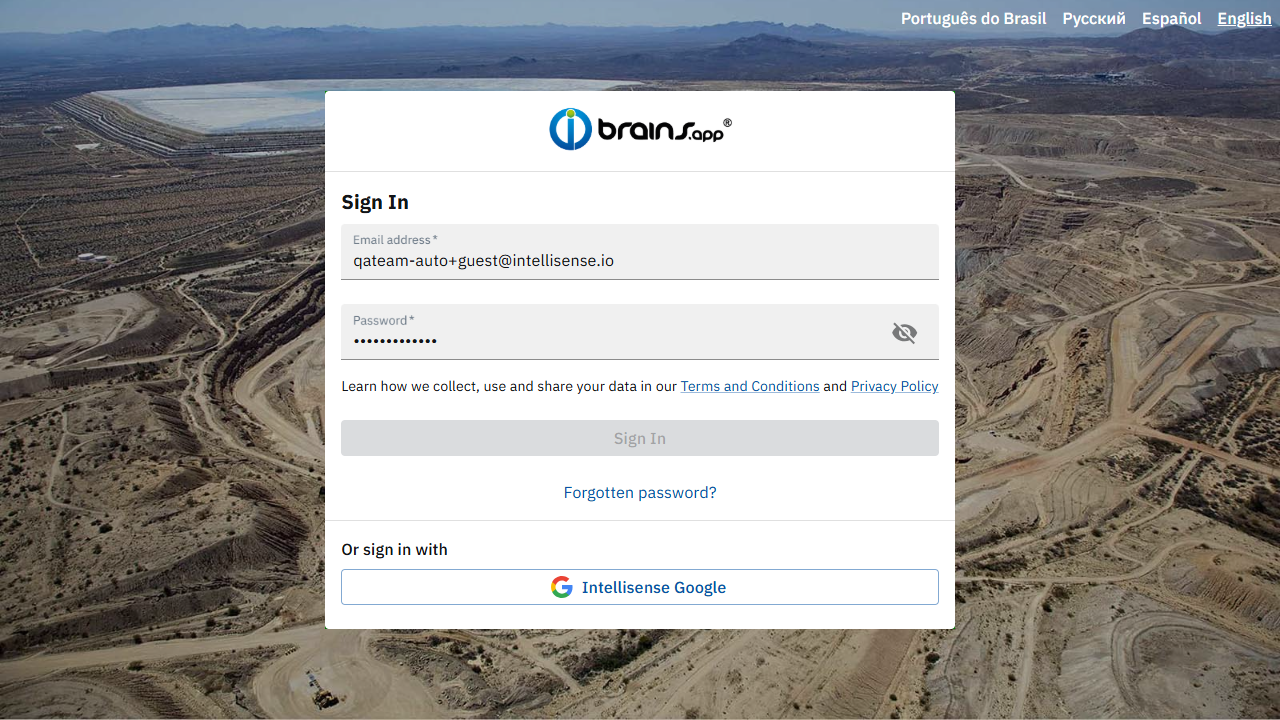 Português do Brasil Русский Español English
brains.app®
Sign In
Email address*
qateam-auto+guest@intellisense.io
Password*
•••••••••••••
Learn how we collect, use and share your data in our Terms and Conditions and Privacy Policy
Sign In
Forgotten password?
Or sign in with
Intellisense Google